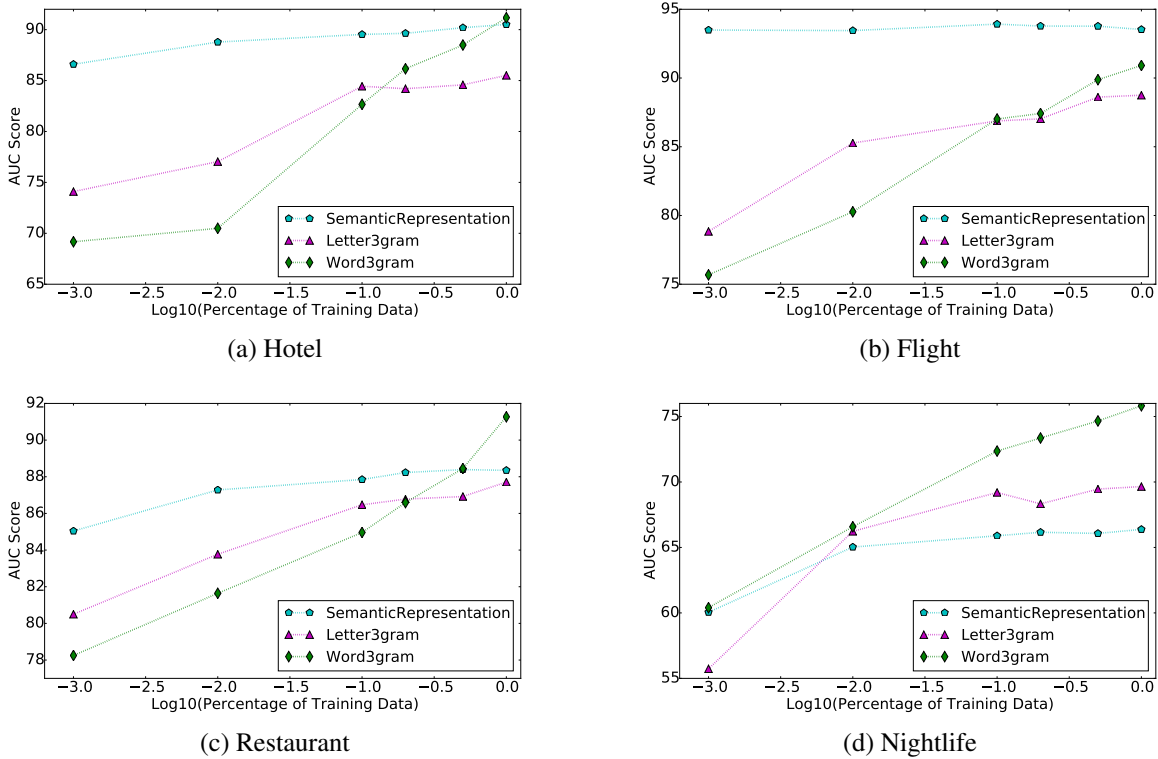 90
85
80
75
70
65
AUC Score
−3.0 −2.5 −2.0 −1.5 −1.0 −0.5 0.0
Log10(Percentage of Training Data)
SemanticRepresentation
Letter3gram
Word3gram
(a) Hotel
95
90
85
80
75
AUC Score
−3.0 −2.5 −2.0 −1.5 −1.0 −0.5 0.0
Log10(Percentage of Training Data)
SemanticRepresentation
Letter3gram
Word3gram
(b) Flight
92
90
88
86
84
82
80
78
AUC Score
−3.0 −2.5 −2.0 −1.5 −1.0 −0.5 0.0
Log10(Percentage of Training Data)
SemanticRepresentation
Letter3gram
Word3gram
(c) Restaurant
75
70
65
60
55
AUC Score
−3.0 −2.5 −2.0 −1.5 −1.0 −0.5 0.0
Log10(Percentage of Training Data)
SemanticRepresentation
Letter3gram
Word3gram
(d) Nightlife